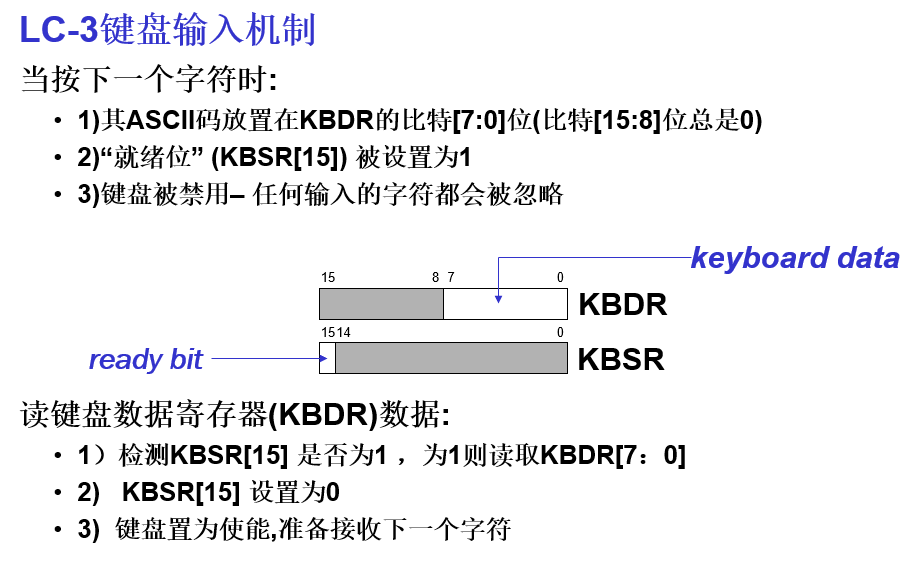 LC-3键盘输入机制
当按下一个字符时:
• 1)其ASCII码放置在KBDR的比特[7:0]位(比特[15:8]位总是0)
• 2)“就绪位” (KBSR[15]) 被设置为1
• 3)键盘被禁用– 任何输入的字符都会被忽略
keyboard data
15 8 7 0
KBDR
15 14 0
ready bit
KBSR
读键盘数据寄存器(KBDR)数据:
• 1）检测KBSR[15] 是否为1 ，为1则读取KBDR[7：0]
• 2) KBSR[15] 设置为0
• 3) 键盘置为使能,准备接收下一个字符